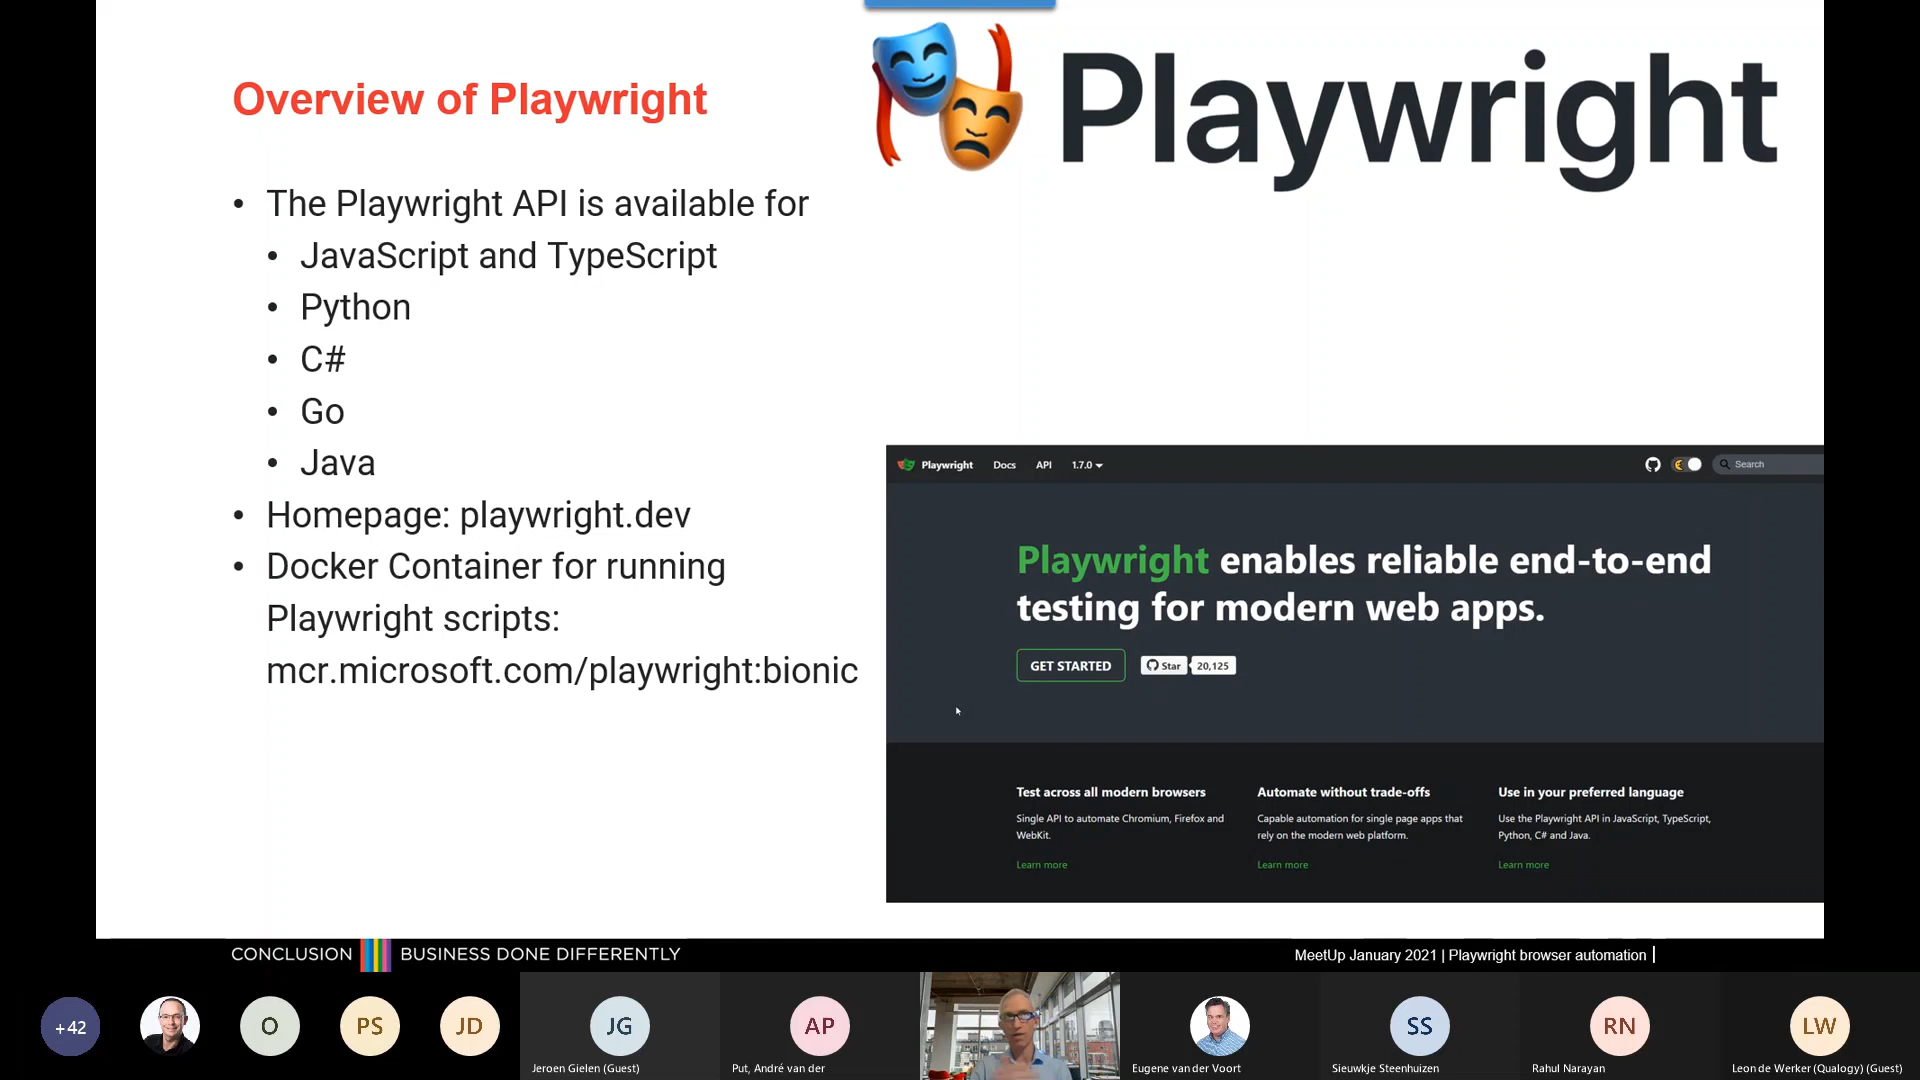 Overview of Playwright
Playwright
• The Playwright API is available for
• JavaScript and TypeScript
• Python
• C#
• Go
• Java
• Homepage: playwright.dev
• Docker Container for running
Playwright scripts:
mcr.microsoft.com/playwright:bionic
Playwright Docs API 1.7.0 Search
Playwright enables reliable end-to-end
testing for modern web apps.
GET STARTED Star 20,125
Test across all modern browsers
Single API to automate Chromium, Firefox and
WebKit.
Learn more
Automate without trade-offs
Capable automation for single page apps that
rely on the modern web platform.
Learn more
Use in your preferred language
Use the Playwright API in JavaScript, TypeScript,
Python, C# and Java.
Learn more
CONCLUSION BUSINESS DONE DIFFERENTLY
MeetUp January 2021 | Playwright browser automation |
+42
O
PS
JD
JG
Jeroen Gielen (Guest)
AP
Put, André van der
Eugene van der Voort
SS
Sieuwkje Steenhuizen
RN
Rahul Narayan
LW
Leon de Werker (Qualogy) (Guest)